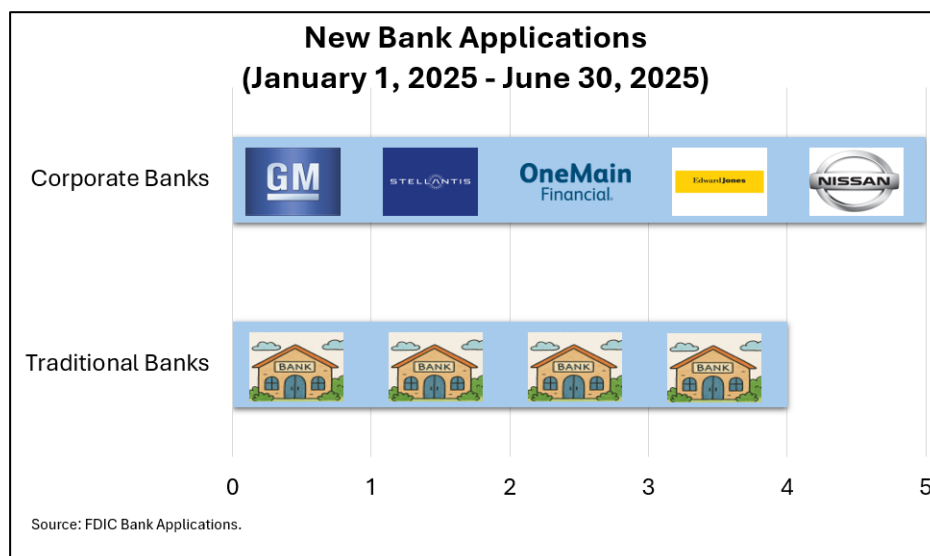 New Bank Applications
(January 1, 2025 - June 30, 2025)
Corporate Banks
GM
STELLANTIS
OneMain
Financial.
Edward Jones
NISSAN
Traditional Banks
BANK
BANK
BANK
BANK
0 1 2 3 4 5
Source: FDIC Bank Applications.